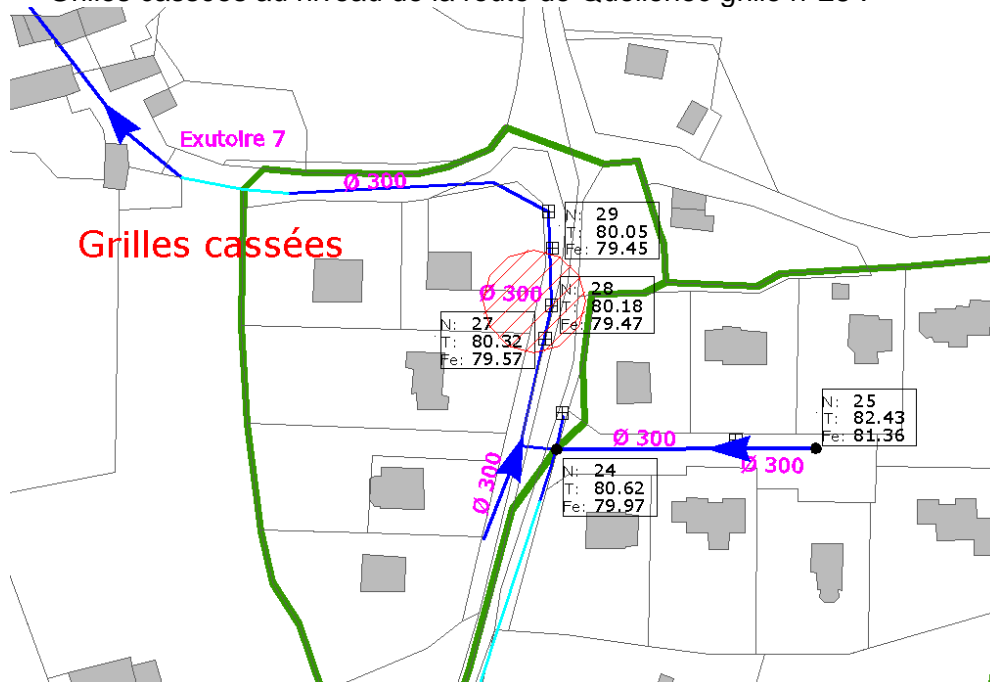 Exutoire 7
Ø 300
Grilles cassées
N: 29
T: 80.05
Fe: 79.45
Ø 300
N: 28
T: 80.18
Fe: 79.47
N: 27
T: 80.32
Fe: 79.57
N: 25
T: 82.43
Fe: 81.36
Ø 300
Ø 300
Ø 300
N: 24
T: 80.62
Fe: 79.97